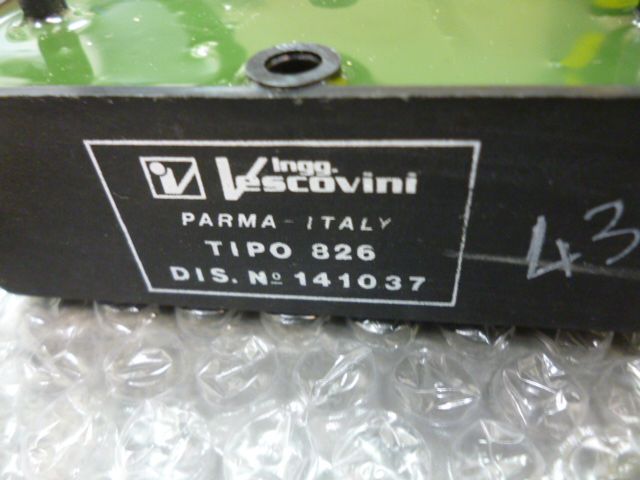 iV Ingg.
Vescovini
PARMA - ITALY
TIPO 826
DIS. Nº 141037
43